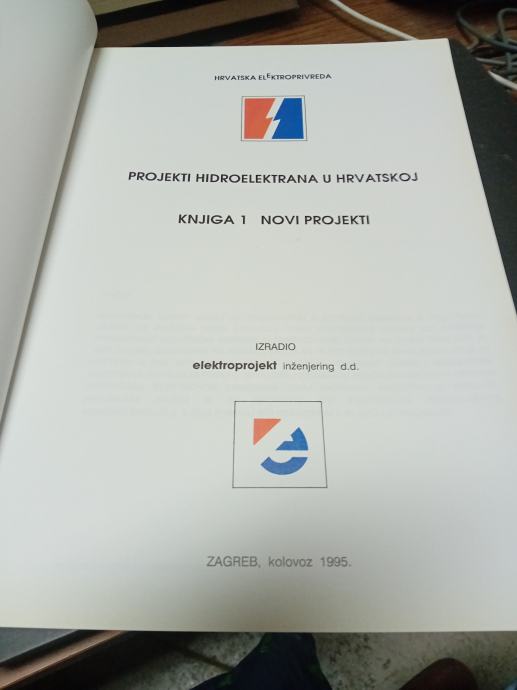 HRVATSKA ELEKTROPRIVREDA
PROJEKTI HIDROELEKTRANA U HRVATSKOJ
KNJIGA 1 NOVI PROJEKTI
IZRADIO
elektroprojekt inženjering d.d.
ZAGREB, kolovoz 1995.